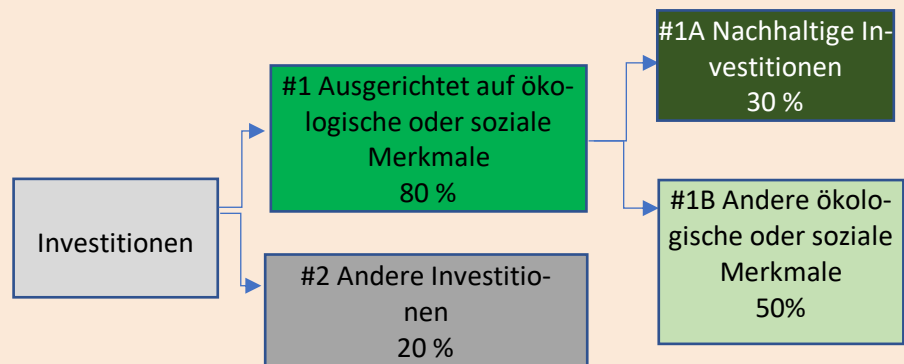 Investitionen
#1 Ausgerichtet auf öko-
logische oder soziale
Merkmale
80 %
#2 Andere Investitio-
nen
20 %
#1A Nachhaltige In-
vestitionen
30 %
#1B Andere ökolo-
gische oder soziale
Merkmale
50%